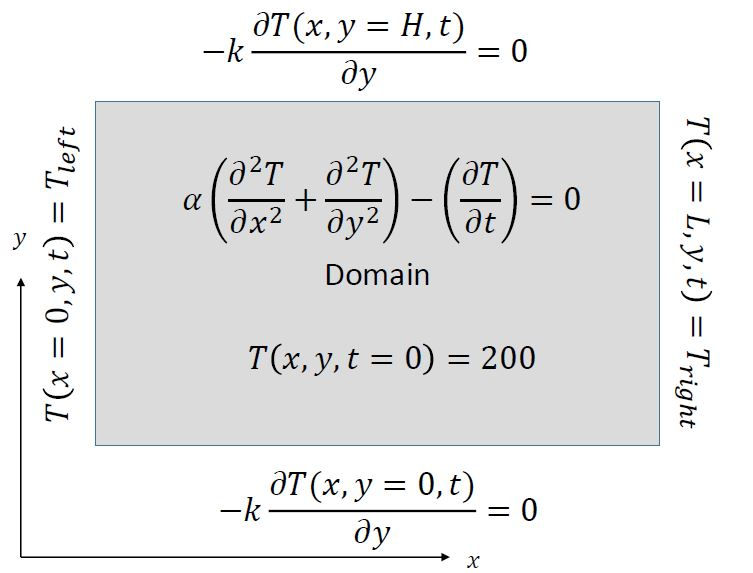 −k ∂T(x, y = H, t)/∂y = 0
T(x = 0, y, t) = T_left
α(∂²T/∂x² + ∂²T/∂y²) − (∂T/∂t) = 0
Domain
T(x, y, t = 0) = 200
T(x = L, y, t) = T_right
y
−k ∂T(x, y = 0, t)/∂y = 0
x